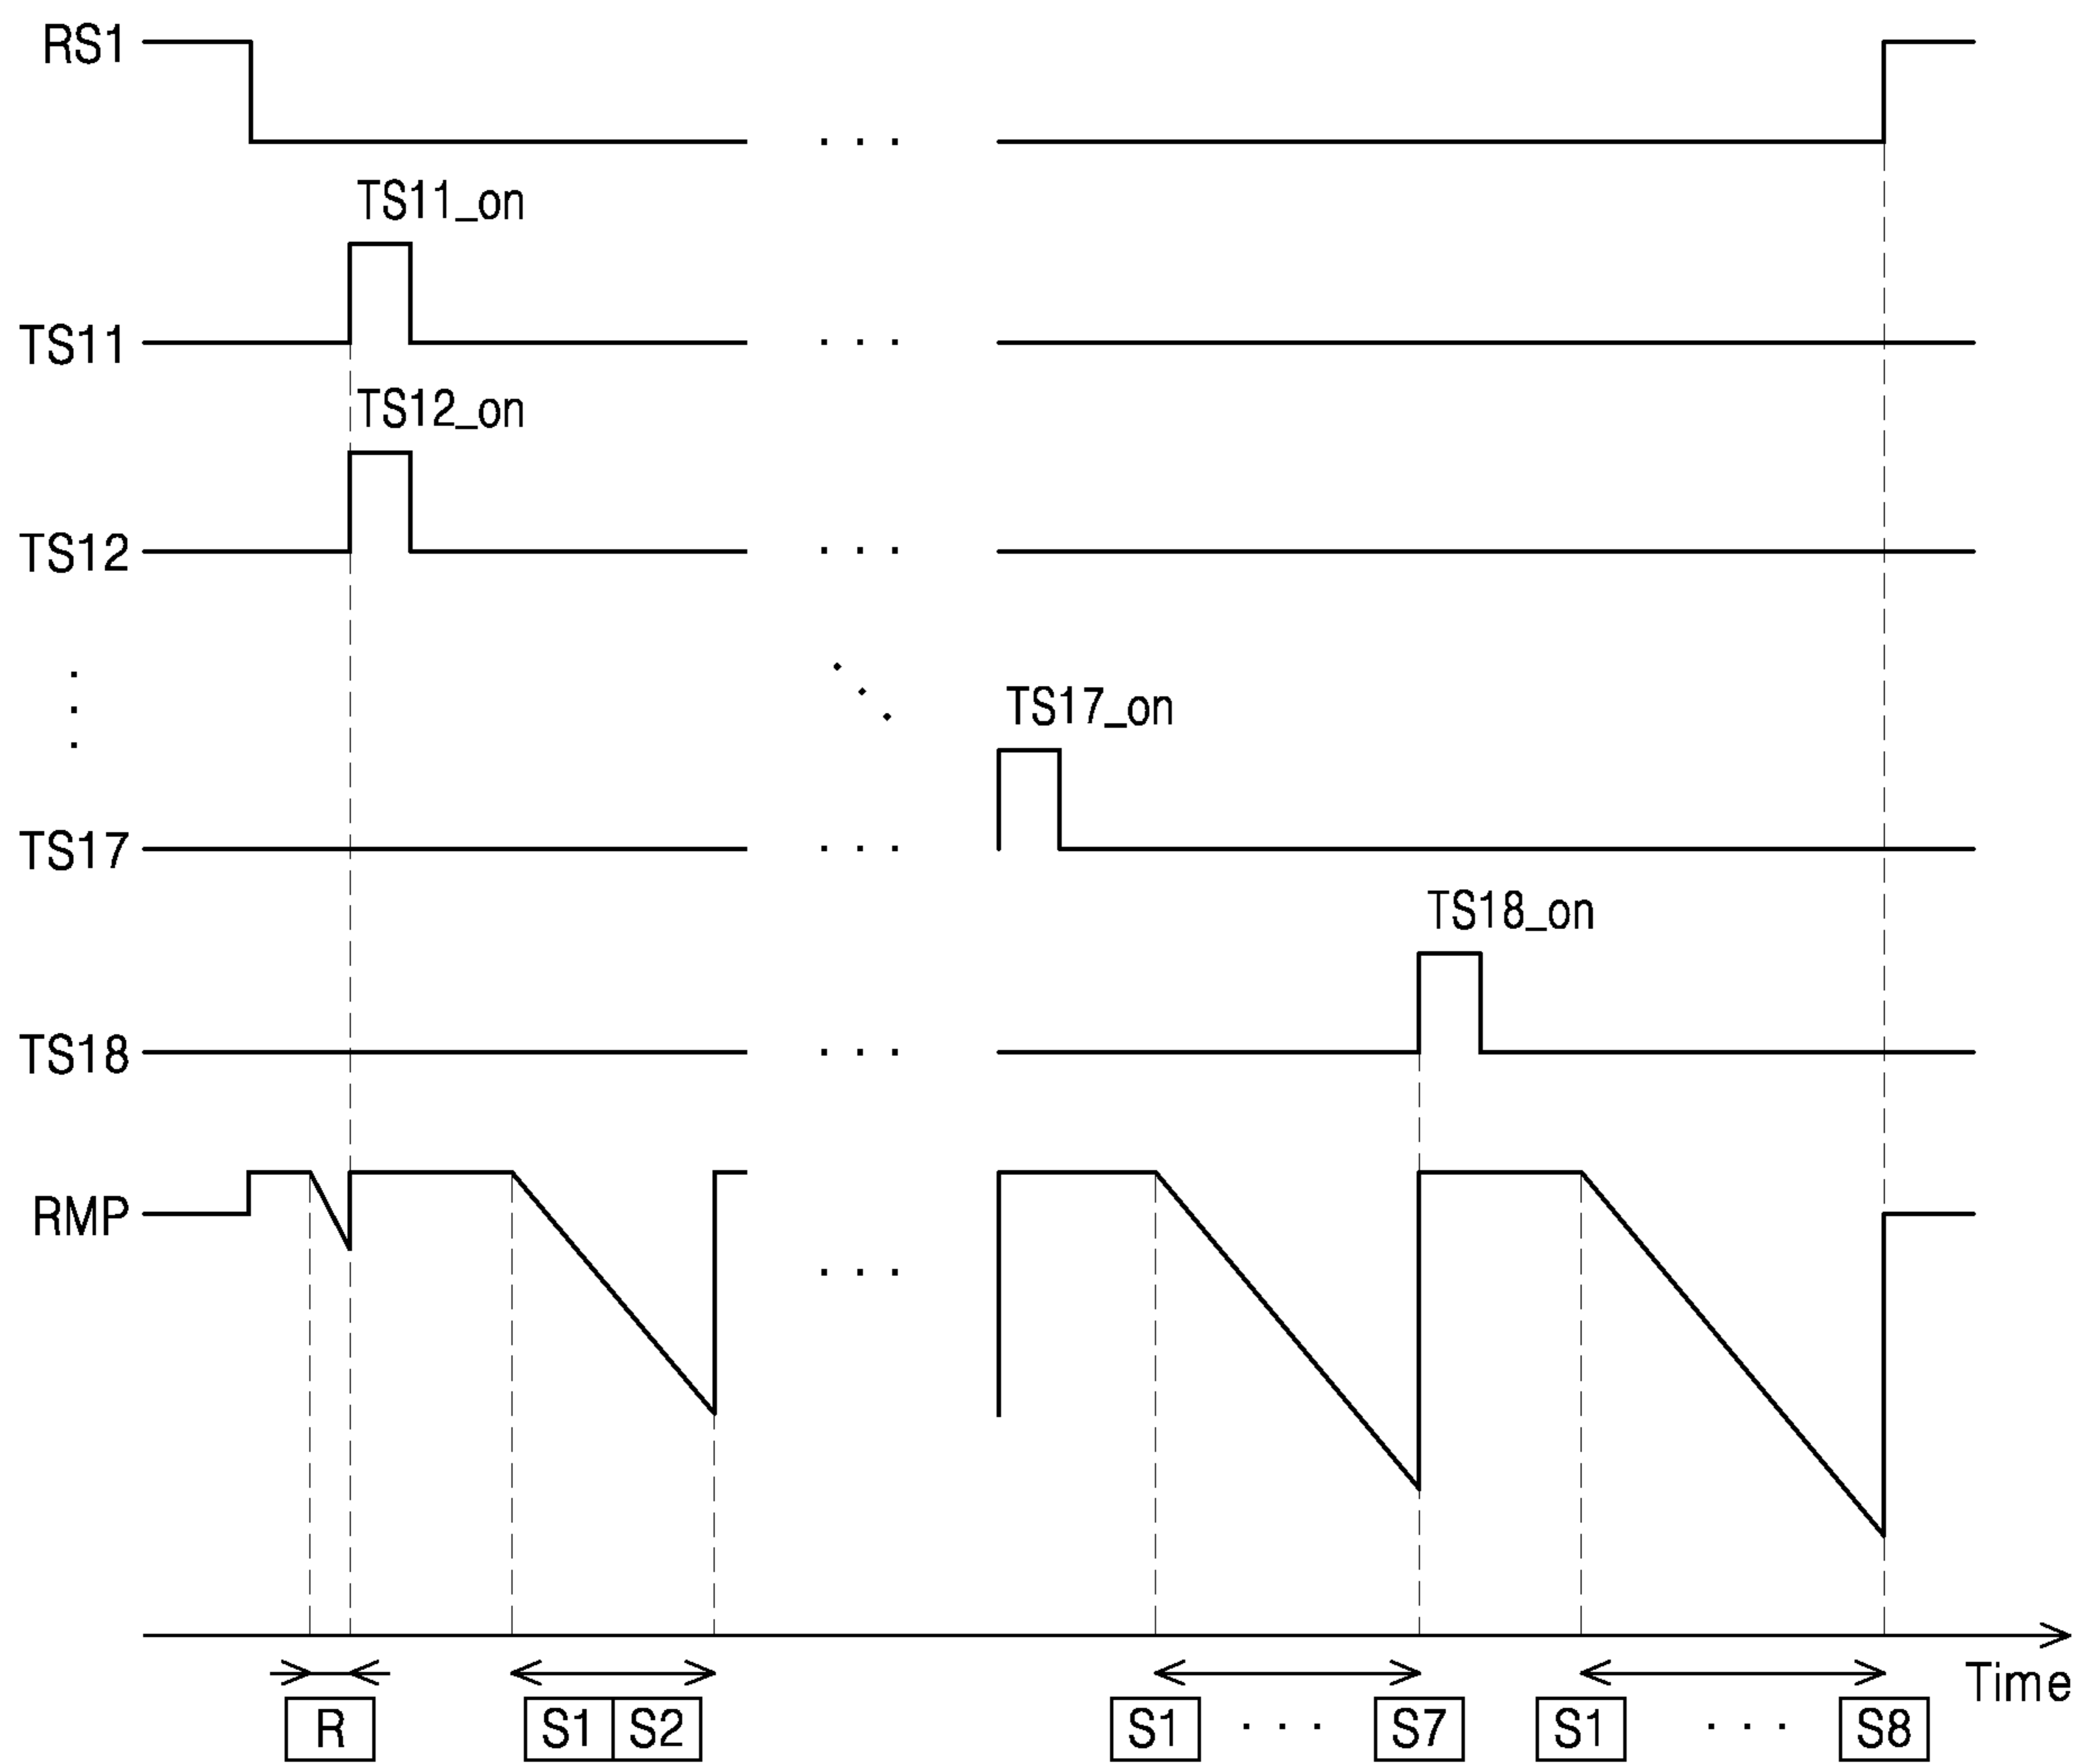 RS1
. . .
TS11_on
TS11
. . .
TS12_on
TS12
. . .
TS17_on
TS17
. . .
TS18_on
TS18
. . .
RMP
. . .
Time
R
S1 S2
S1 . . . S7
S1 . . . S8